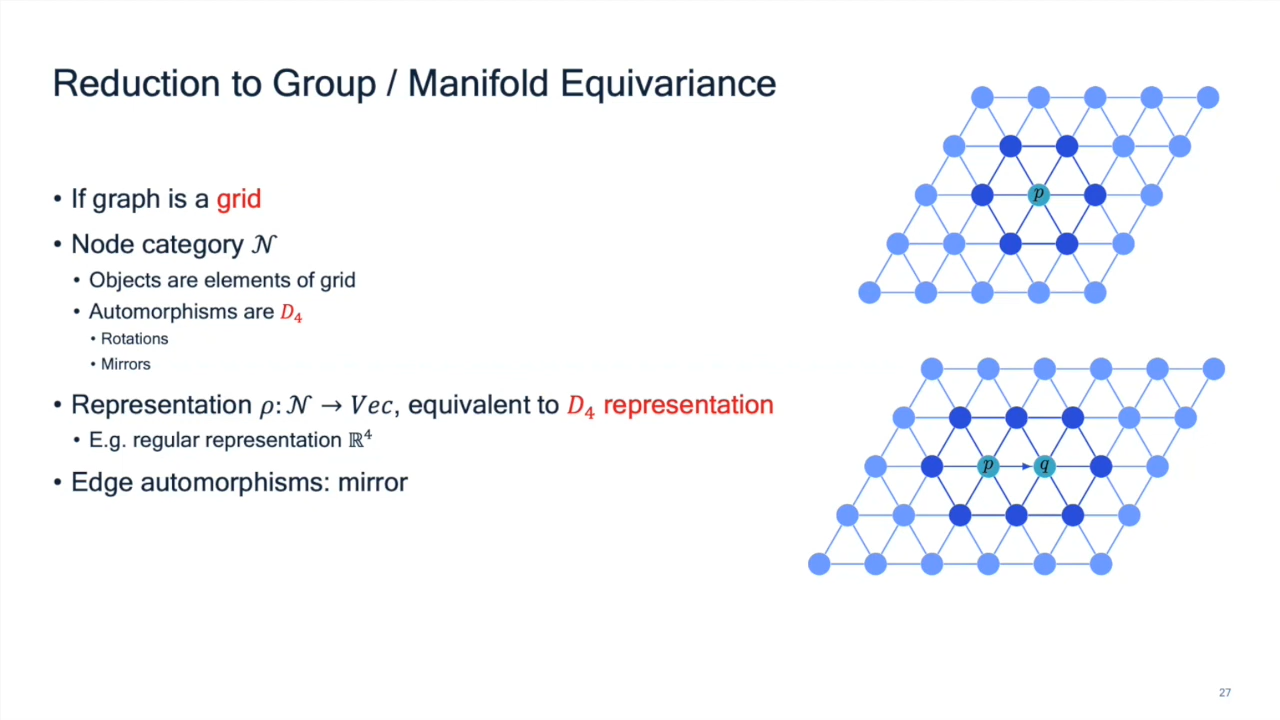 Reduction to Group / Manifold Equivariance
• If graph is a grid
• Node category 𝒩
• Objects are elements of grid
• Automorphisms are D₄
• Rotations
• Mirrors
• Representation ρ: 𝒩 → Vec, equivalent to D₄ representation
• E.g. regular representation ℝ⁴
• Edge automorphisms: mirror
p
p
q
27